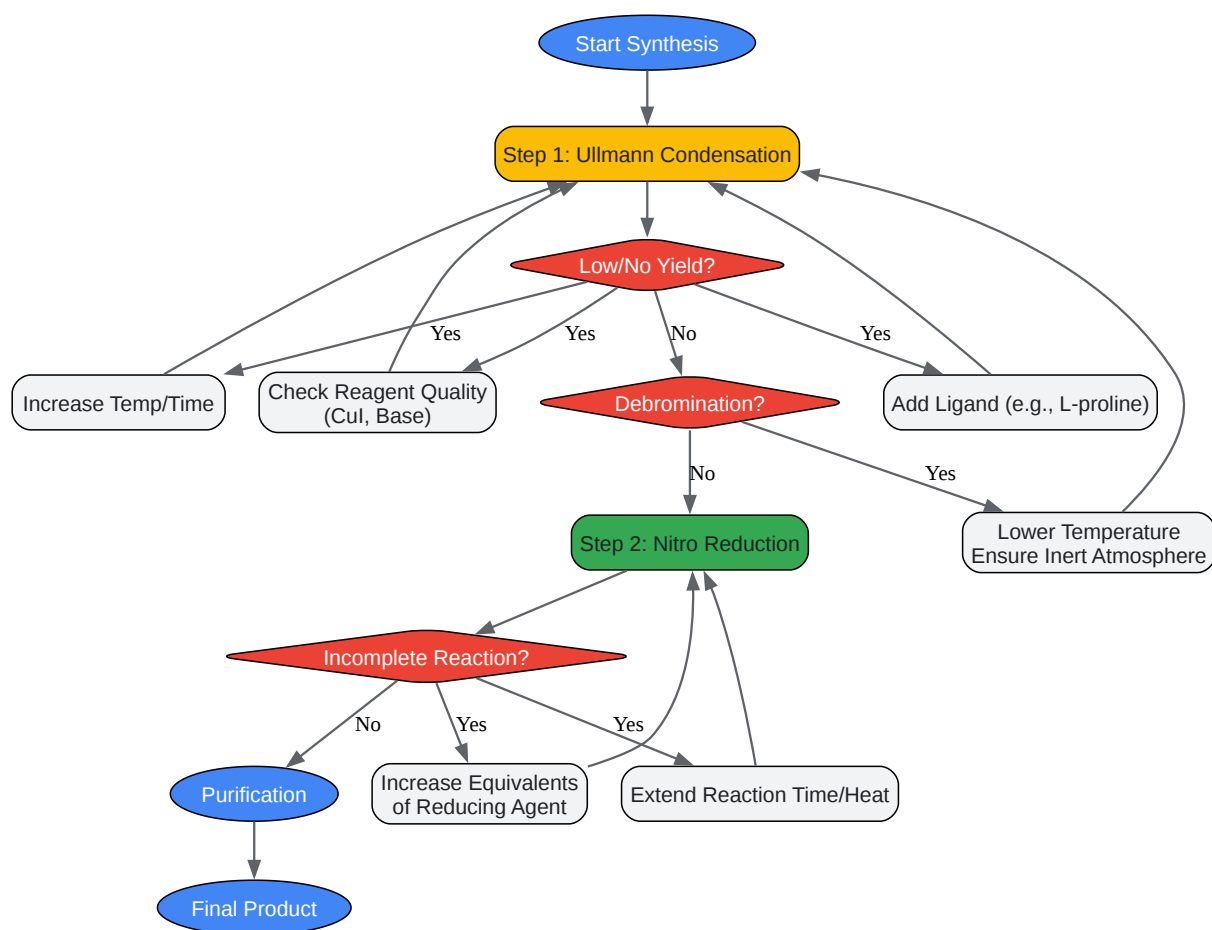 Start Synthesis
Step 1: Ullmann Condensation
Low/No Yield?
Yes
Yes
No
Yes
Increase Temp/Time
Check Reagent Quality
(CuI, Base)
Debromination?
Add Ligand (e.g., L-proline)
No
Yes
Step 2: Nitro Reduction
Lower Temperature
Ensure Inert Atmosphere
Incomplete Reaction?
No
Yes
Yes
Purification
Increase Equivalents
of Reducing Agent
Extend Reaction Time/Heat
Final Product